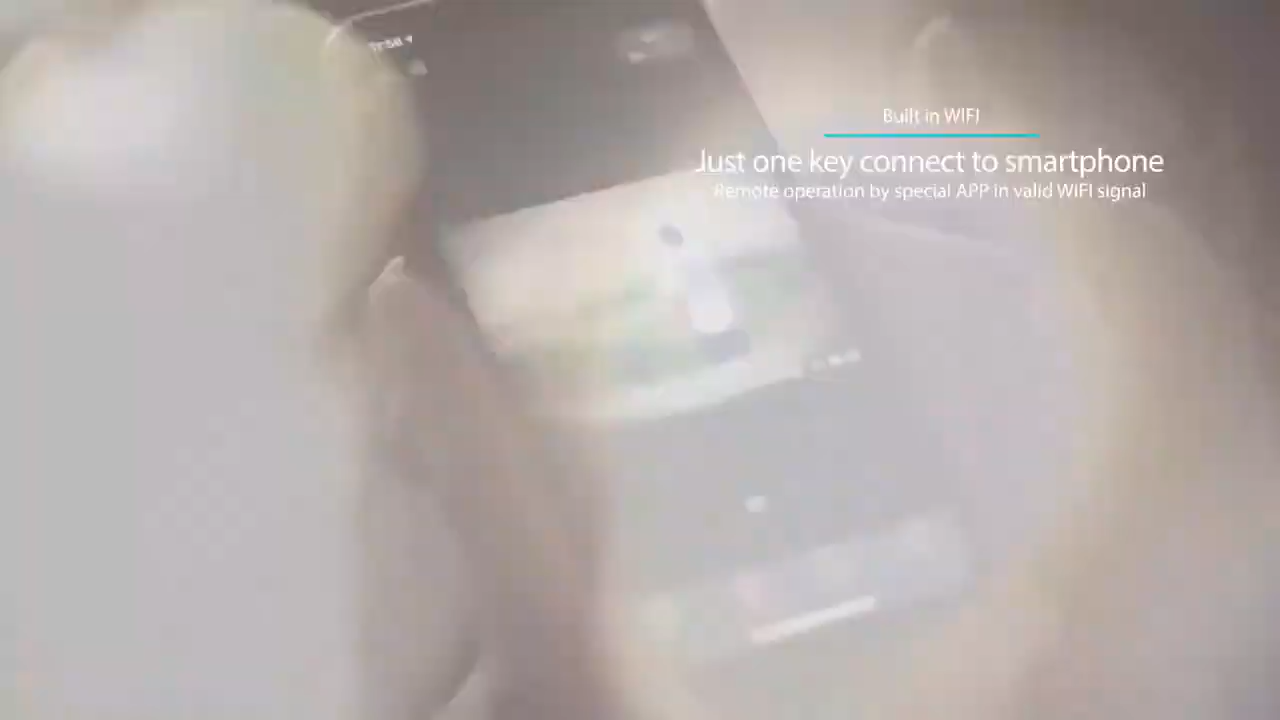 Built in WIFI
Just one key connect to smartphone
Remote operation by special APP in valid WIFI signal